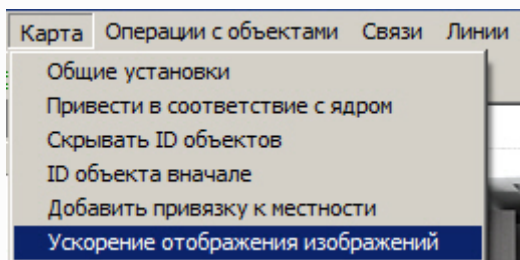 Карта Операции с объектами Связи Линии
Общие установки
Привести в соответствие с ядром
Скрывать ID объектов
ID объекта вначале
Добавить привязку к местности
Ускорение отображения изображений